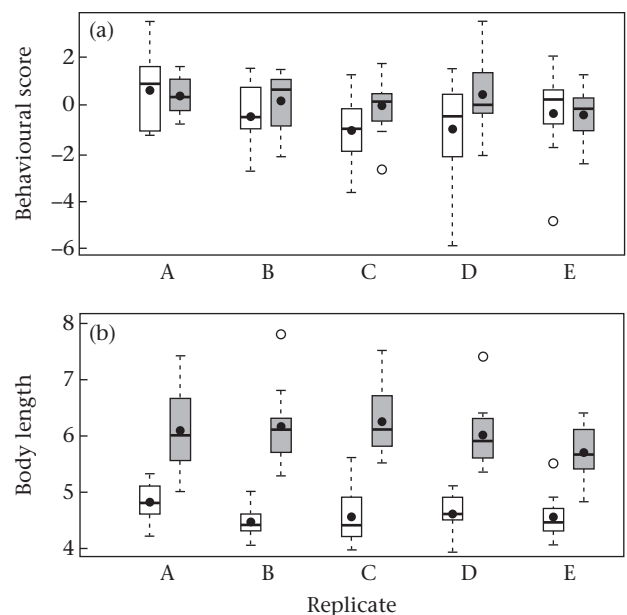 (a)
Behavioural score
2
0
–2
–4
–6
A B C D E
(b)
Body length
8
7
6
5
4
A B C D E
Replicate